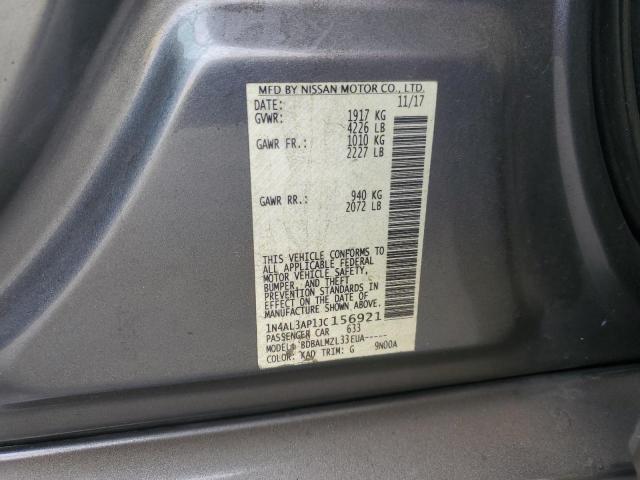 MFD BY NISSAN MOTOR CO., LTD.
DATE: 11/17
GVWR: 1917 KG
4226 LB
GAWR FR.: 1010 KG
2227 LB
GAWR RR.: 940 KG
2072 LB
THIS VEHICLE CONFORMS TO
ALL APPLICABLE FEDERAL
MOTOR VEHICLE SAFETY,
BUMPER, AND THEFT
PREVENTION STANDARDS IN
EFFECT ON THE DATE OF
MANUFACTURE SHOWN ABOVE.
1N4AL3AP1JC156921
PASSENGER CAR 633
MODEL: BDBALMZL33EUA-----
COLOR: KAD TRIM: G 9N00A